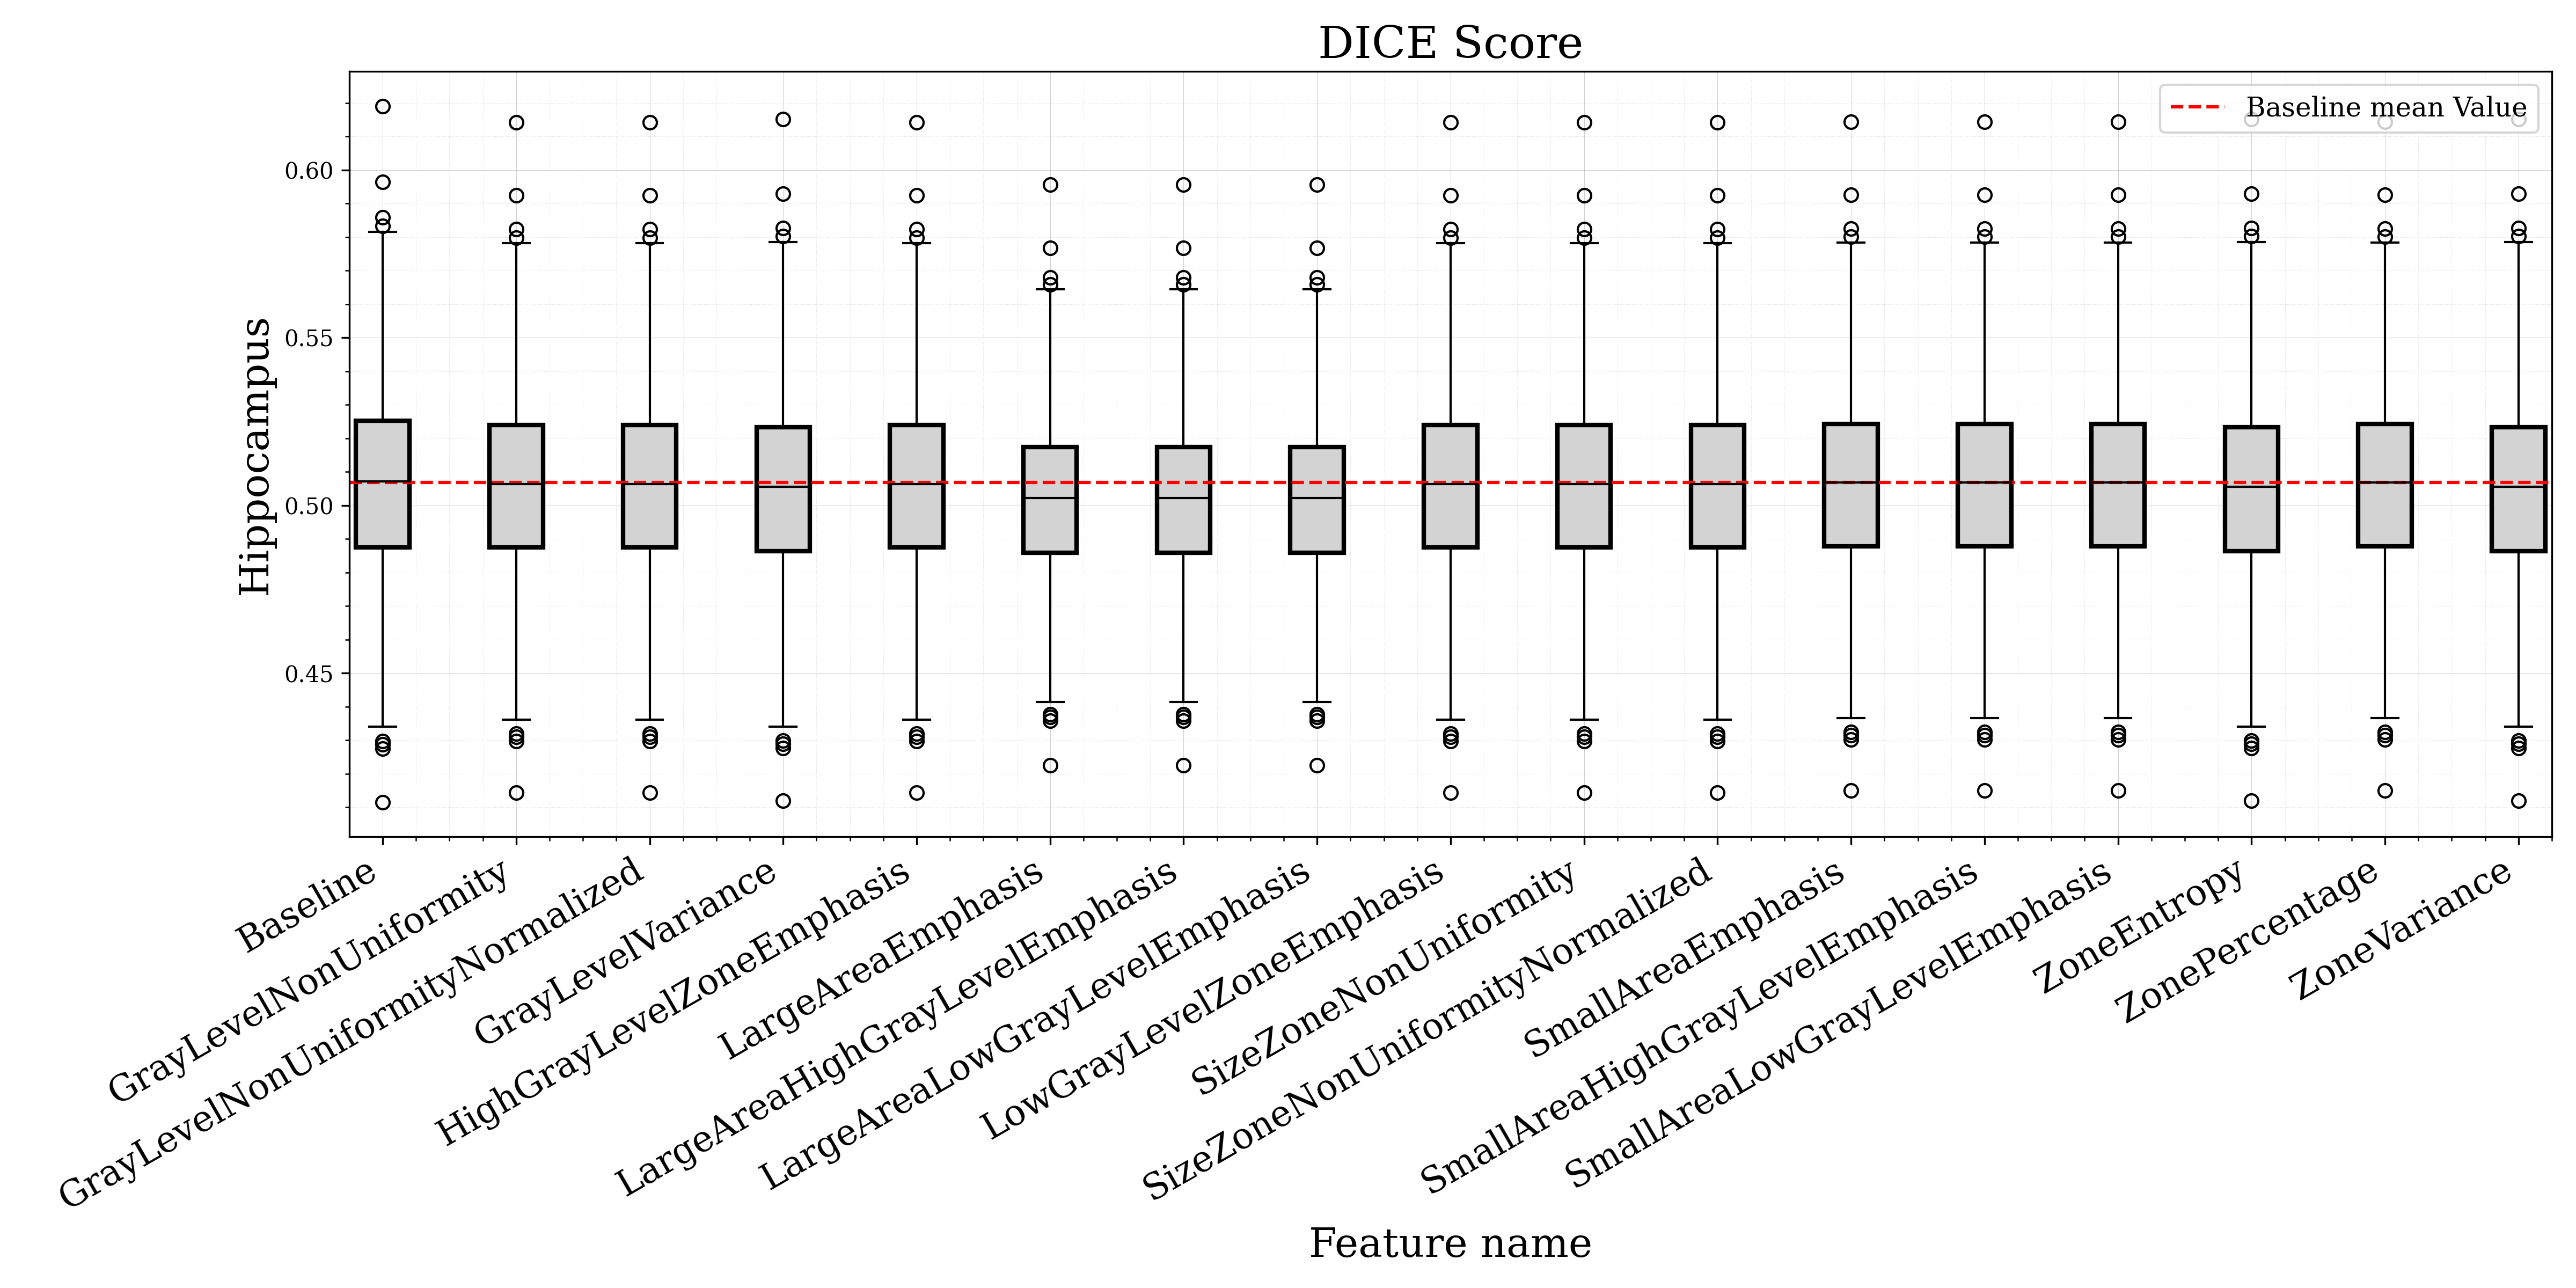 DICE Score
Baseline mean Value
Hippocampus
0.60
0.55
0.50
0.45
Baseline
GrayLevelNonUniformity
GrayLevelNonUniformityNormalized
GrayLevelVariance
HighGrayLevelZoneEmphasis
LargeAreaEmphasis
LargeAreaHighGrayLevelEmphasis
LargeAreaLowGrayLevelEmphasis
LowGrayLevelZoneEmphasis
SizeZoneNonUniformity
SizeZoneNonUniformityNormalized
SmallAreaEmphasis
SmallAreaHighGrayLevelEmphasis
SmallAreaLowGrayLevelEmphasis
ZoneEntropy
ZonePercentage
ZoneVariance
Feature name